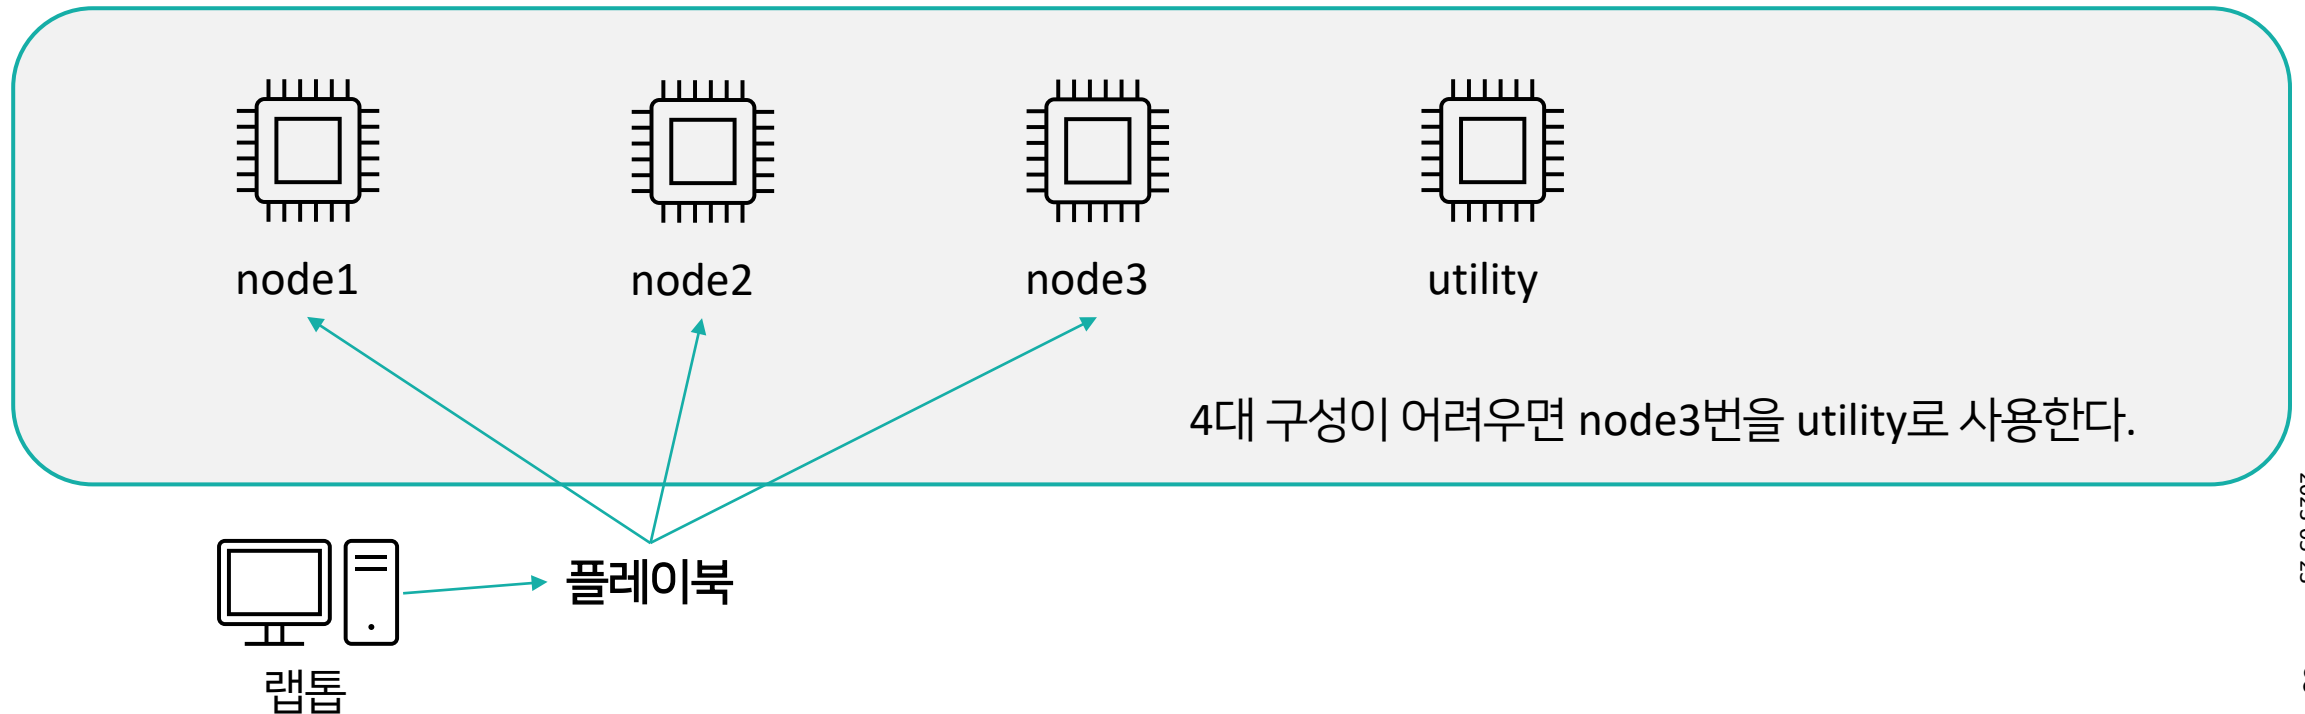 node1
node2
node3
utility
4대 구성이 어려우면 node3번을 utility로 사용한다.
플레이북
랩톱